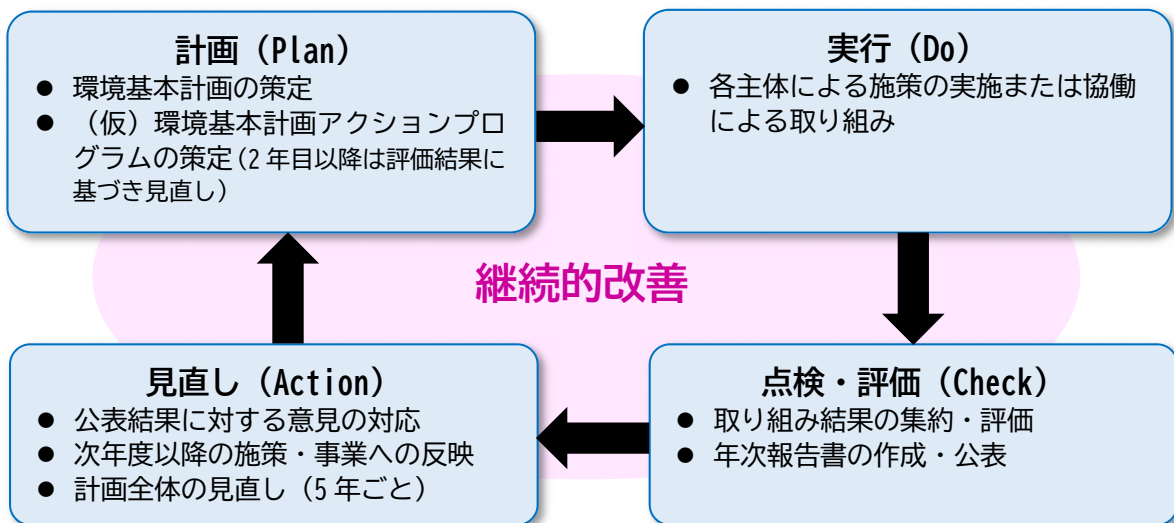 計画（Plan）
● 環境基本計画の策定
● （仮）環境基本計画アクションプロ
グラムの策定(2年目以降は評価結果に
基づき見直し)
実行（Do）
● 各主体による施策の実施または協働
による取り組み
継続的改善
見直し（Action）
● 公表結果に対する意見の対応
● 次年度以降の施策・事業への反映
● 計画全体の見直し（5年ごと）
点検・評価（Check）
● 取り組み結果の集約・評価
● 年次報告書の作成・公表